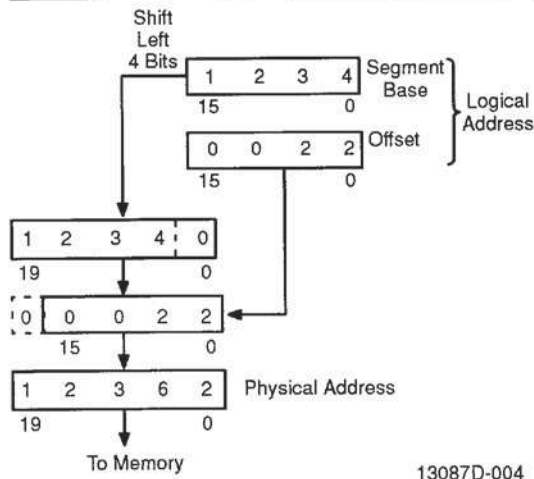 Shift
Left
4 Bits
1 2 3 4
Segment
Base
15 0
Logical
Address
0 0 2 2
Offset
15 0
1 2 3 4 0
19 0
0 0 0 2 2
15 0
1 2 3 6 2
Physical Address
19 0
To Memory
13087D-004